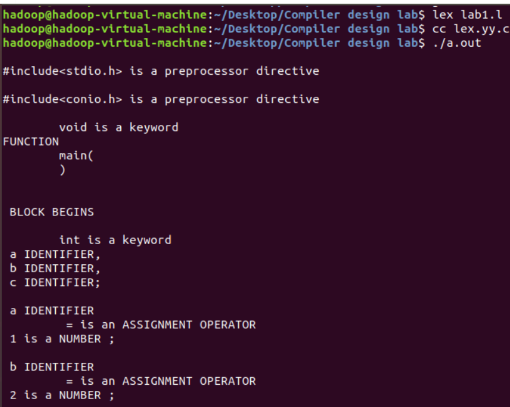 hadoop@hadoop-virtual-machine:~/Desktop/Compiler design lab$ lex lab1.l
hadoop@hadoop-virtual-machine:~/Desktop/Compiler design lab$ cc lex.yy.c
hadoop@hadoop-virtual-machine:~/Desktop/Compiler design lab$ ./a.out
#include<stdio.h> is a preprocessor directive
#include<conio.h> is a preprocessor directive
void is a keyword
FUNCTION
main(
)
BLOCK BEGINS
int is a keyword
a IDENTIFIER,
b IDENTIFIER,
c IDENTIFIER;
a IDENTIFIER
= is an ASSIGNMENT OPERATOR
1 is a NUMBER ;
b IDENTIFIER
= is an ASSIGNMENT OPERATOR
2 is a NUMBER ;